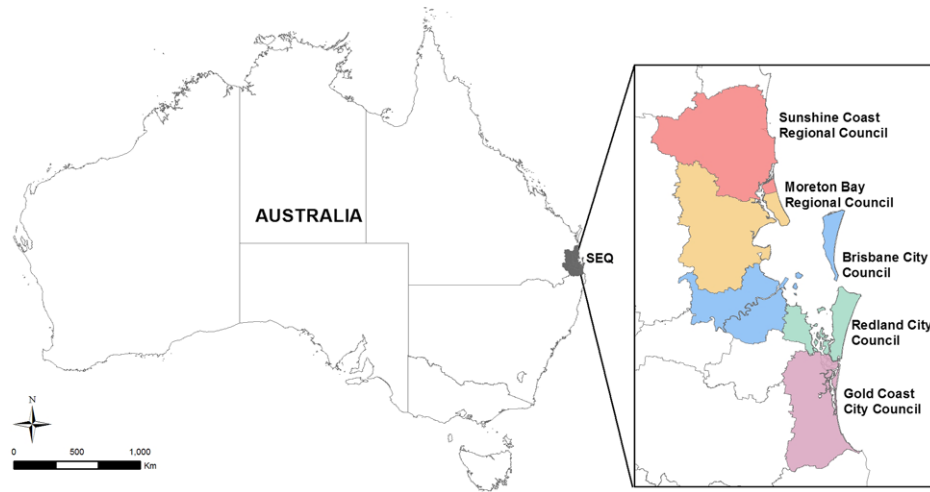 AUSTRALIA
SEQ
N
0 500 1,000
Km
Sunshine Coast
Regional Council
Moreton Bay
Regional Council
Brisbane City
Council
Redland City
Council
Gold Coast
City Council